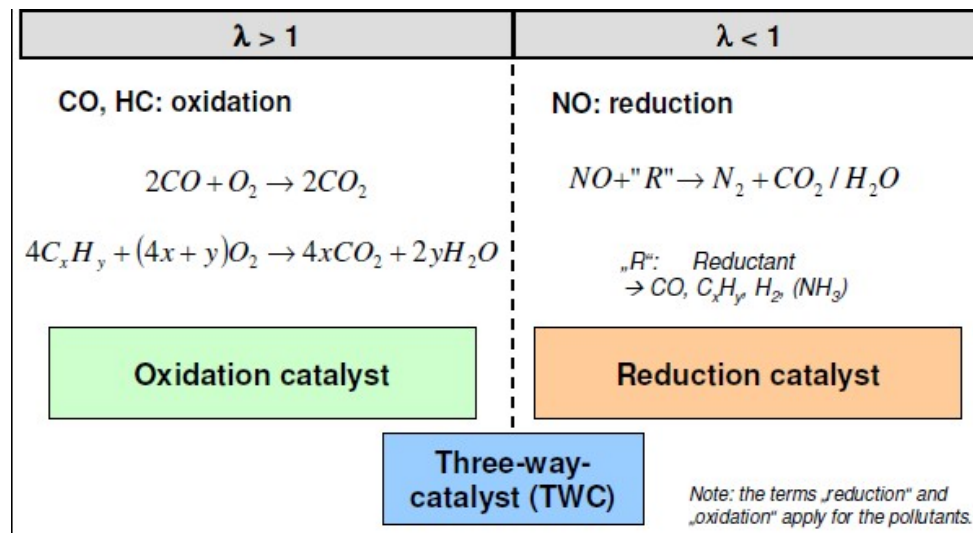 λ > 1
λ < 1
CO, HC: oxidation
NO: reduction
2CO + O₂ → 2CO₂
NO+"R" → N₂ + CO₂ / H₂O
4CₓHᵧ + (4x + y)O₂ → 4xCO₂ + 2yH₂O
„R“: Reductant
→ CO, CₓHᵧ, H₂, (NH₃)
Oxidation catalyst
Reduction catalyst
Three-way-
catalyst (TWC)
Note: the terms „reduction“ and
„oxidation“ apply for the pollutants.